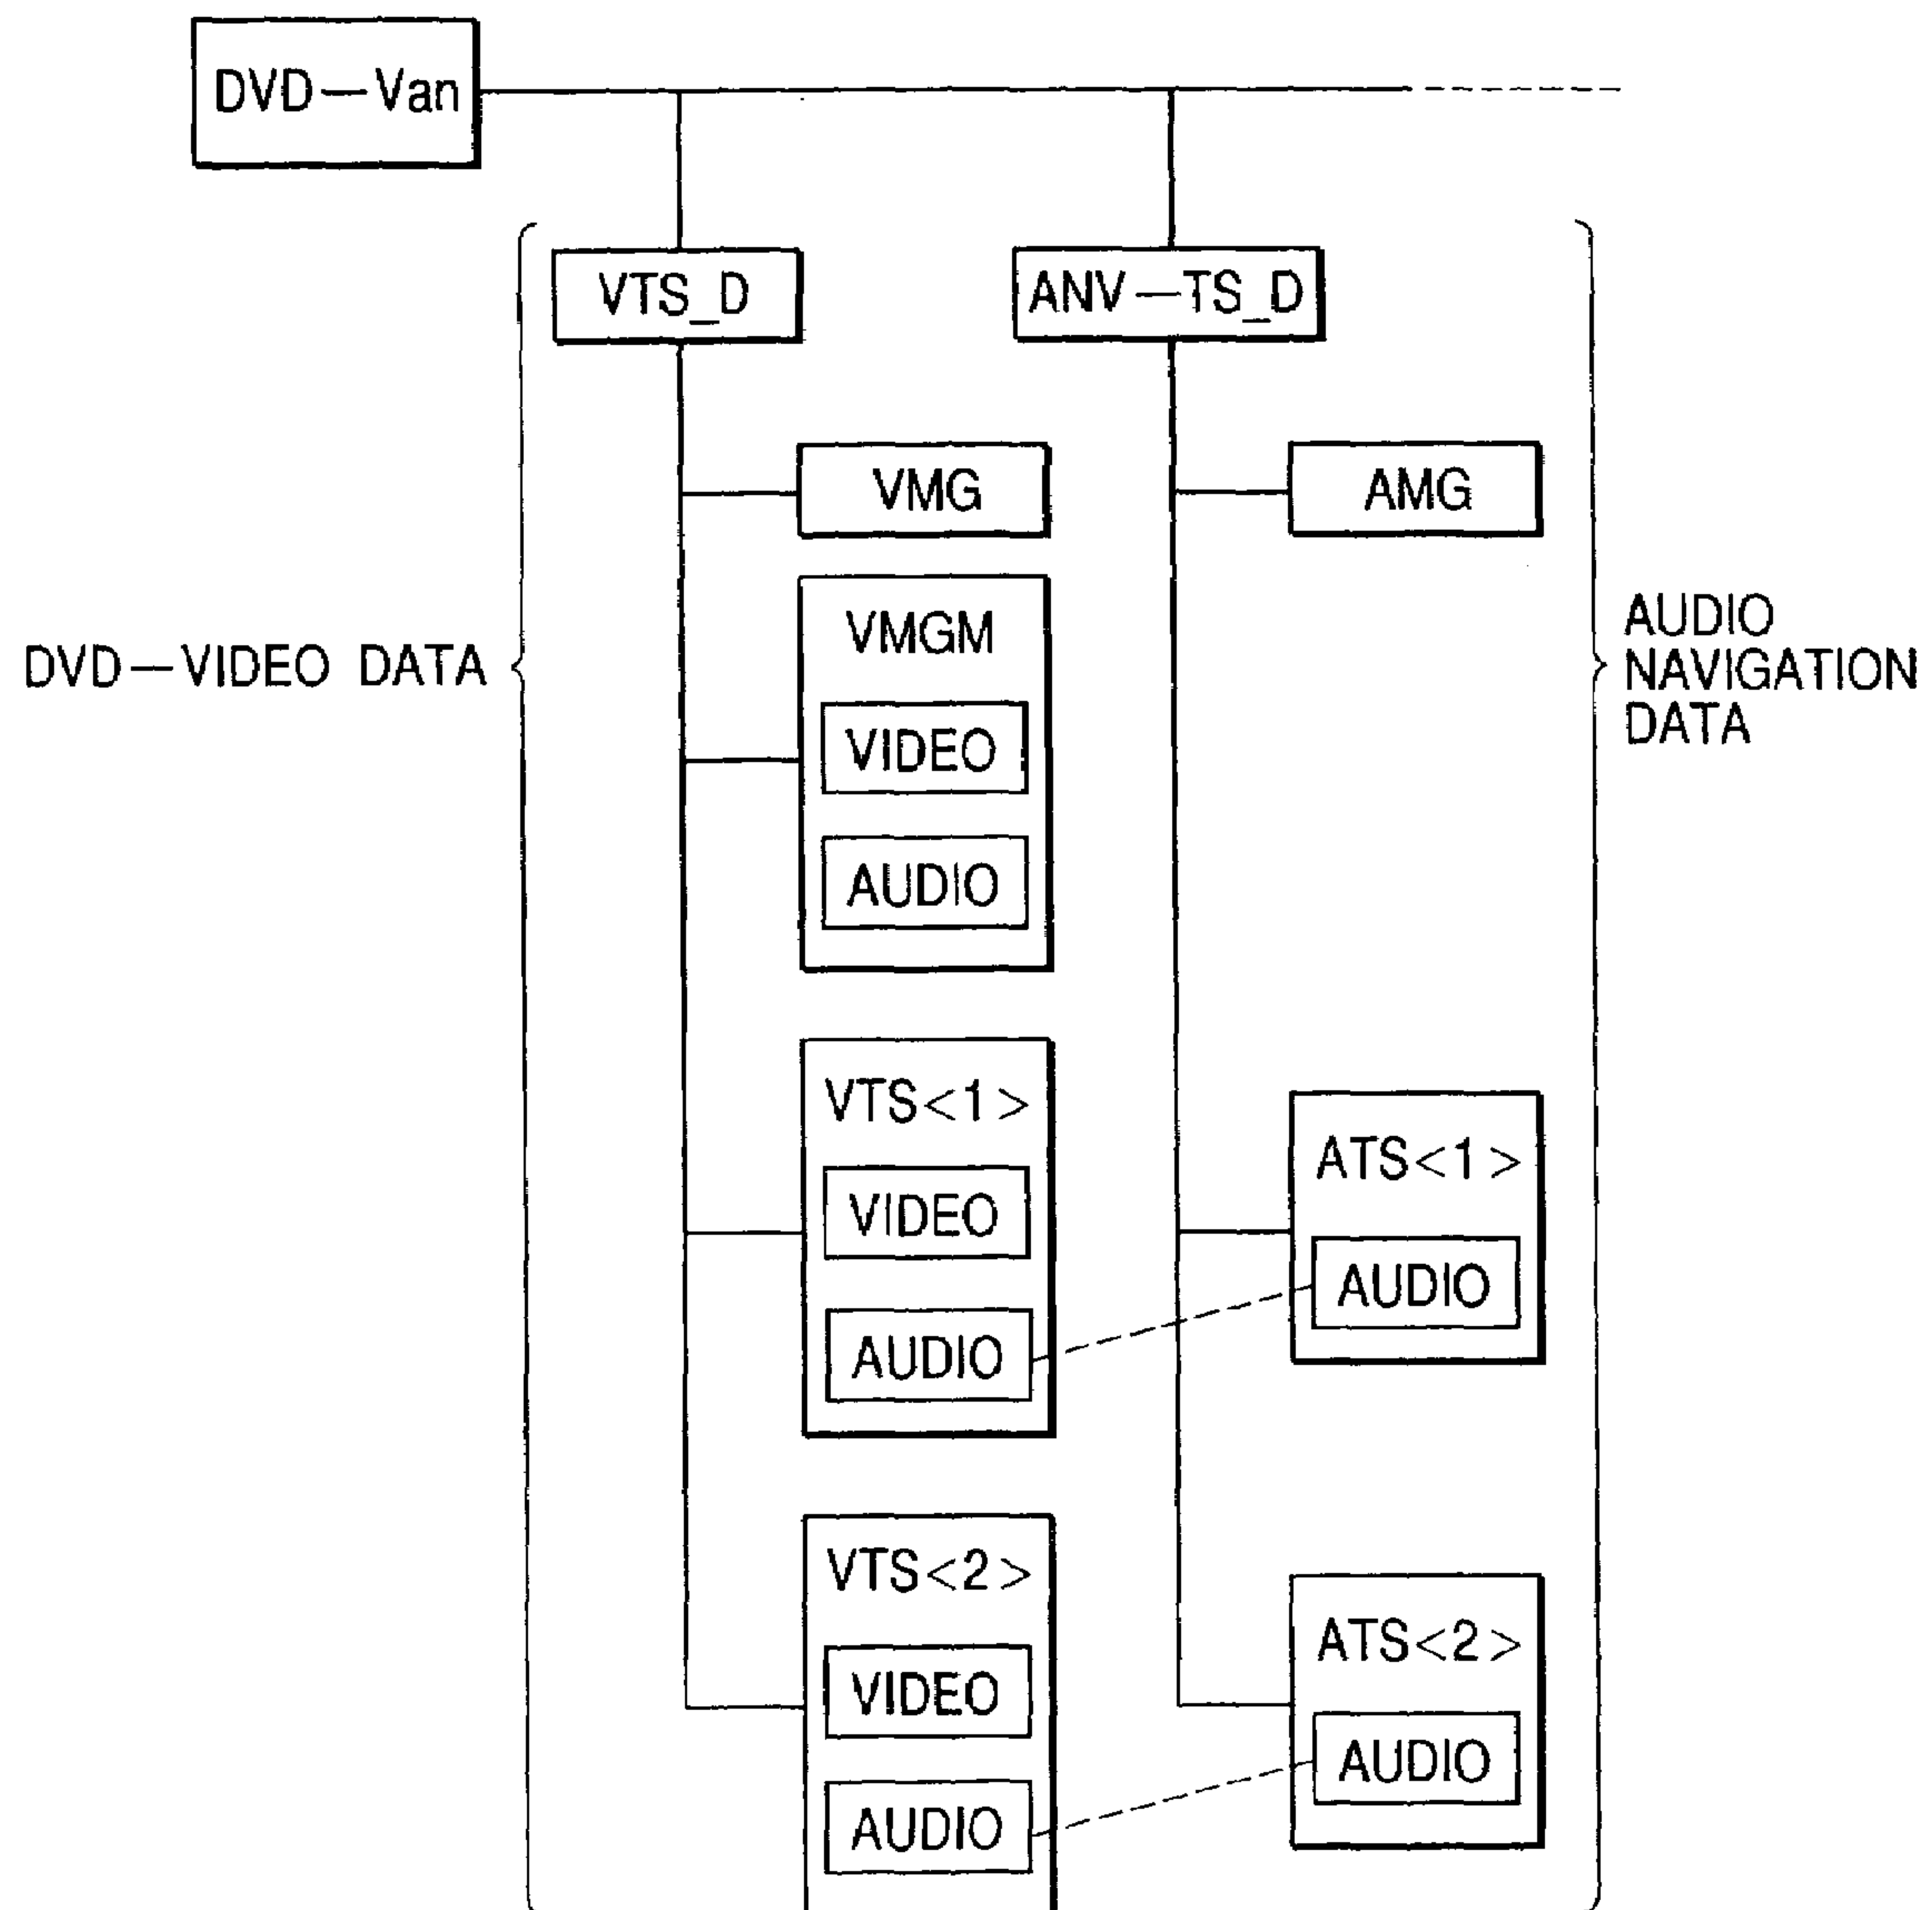 DVD—Van
VTS_D
ANV—TS_D
VMG
AMG
VMGM
VIDEO
AUDIO
DVD—VIDEO DATA
AUDIO
NAVIGATION
DATA
VTS<1>
VIDEO
AUDIO
ATS<1>
AUDIO
VTS<2>
VIDEO
AUDIO
ATS<2>
AUDIO